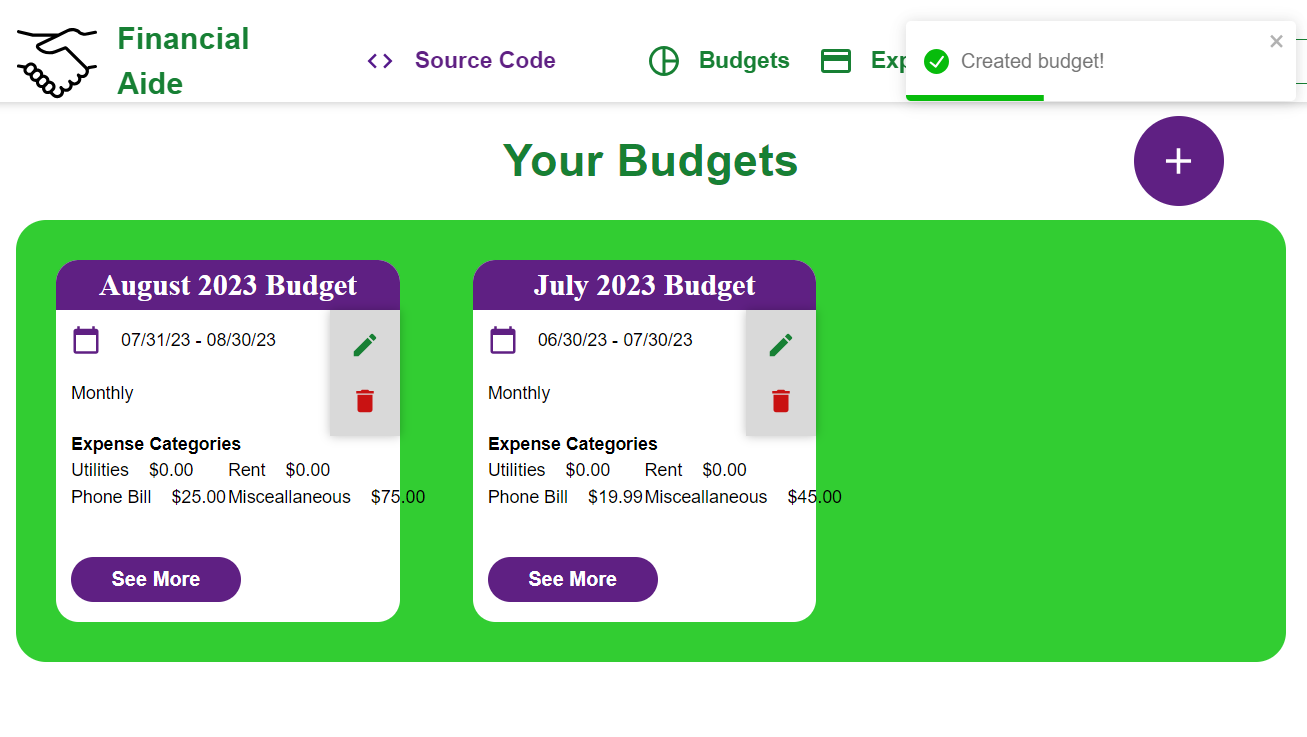 Financial
Aide
Source Code
Budgets
Exp
Created budget!
Your Budgets
August 2023 Budget
07/31/23 - 08/30/23
Monthly
Expense Categories
Utilities $0.00 Rent $0.00
Phone Bill $25.00 Misceallaneous $75.00
See More
July 2023 Budget
06/30/23 - 07/30/23
Monthly
Expense Categories
Utilities $0.00 Rent $0.00
Phone Bill $19.99 Misceallaneous $45.00
See More